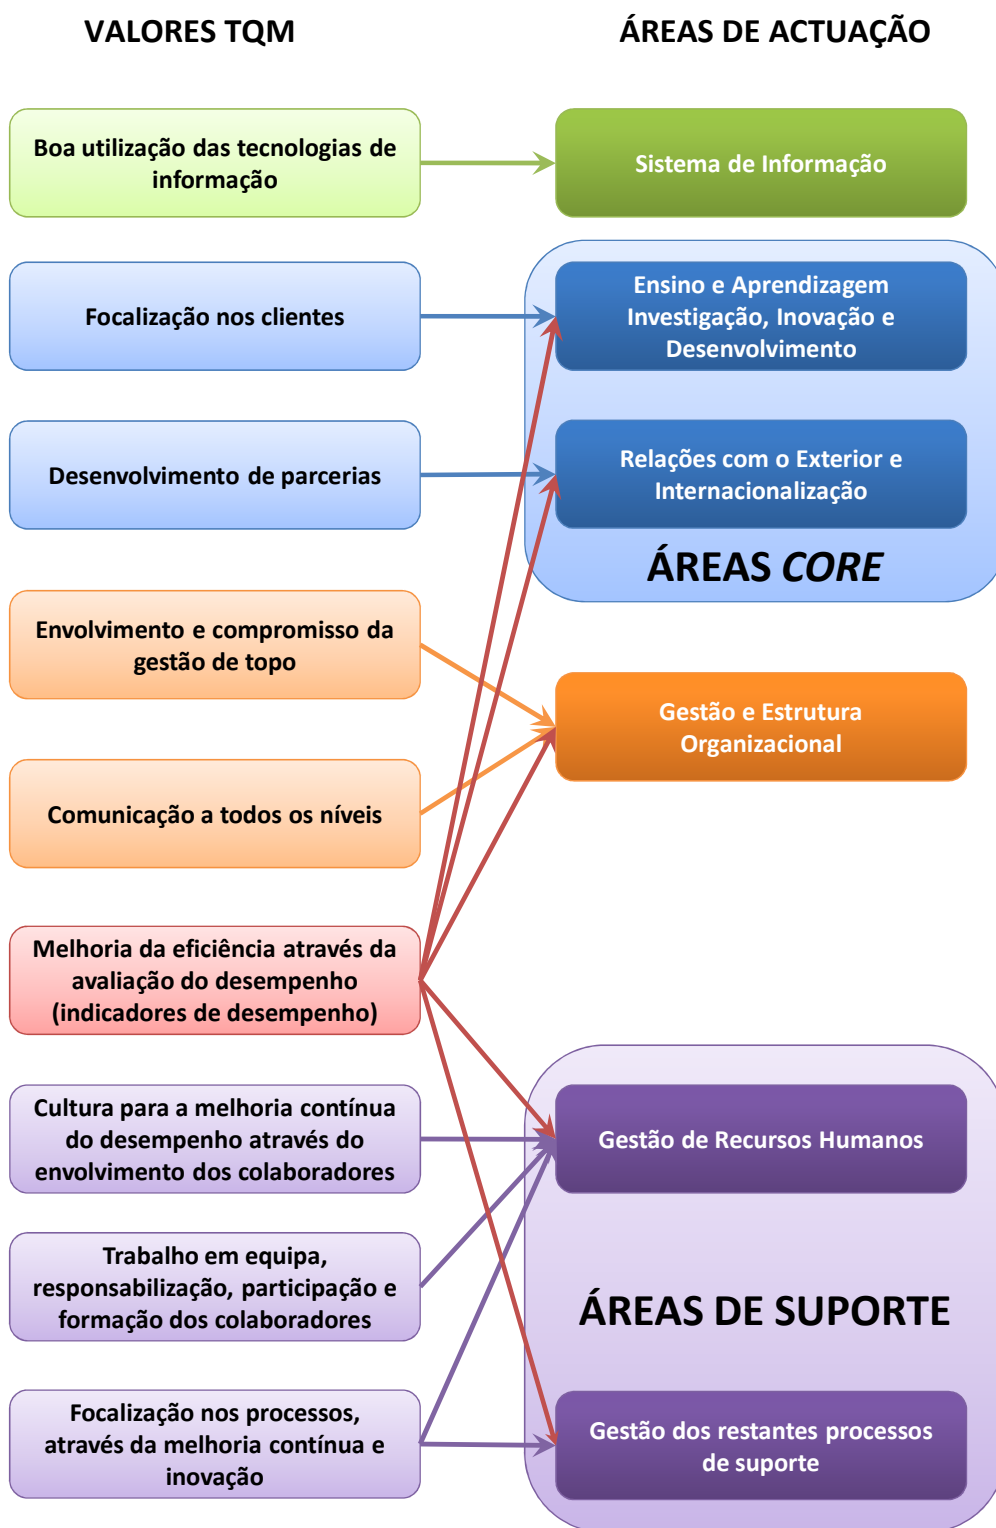 VALORES TQM
ÁREAS DE ACTUAÇÃO
Boa utilização das tecnologias de
informação
Sistema de Informação
Focalização nos clientes
Ensino e Aprendizagem
Investigação, Inovação e
Desenvolvimento
Desenvolvimento de parcerias
Relações com o Exterior e
Internacionalização
ÁREAS CORE
Envolvimento e compromisso da
gestão de topo
Gestão e Estrutura
Organizacional
Comunicação a todos os níveis
Melhoria da eficiência através da
avaliação do desempenho
(indicadores de desempenho)
Cultura para a melhoria contínua
do desempenho através do
envolvimento dos colaboradores
Gestão de Recursos Humanos
Trabalho em equipa,
responsabilização, participação e
formação dos colaboradores
ÁREAS DE SUPORTE
Focalização nos processos,
através da melhoria contínua e
inovação
Gestão dos restantes processos
de suporte